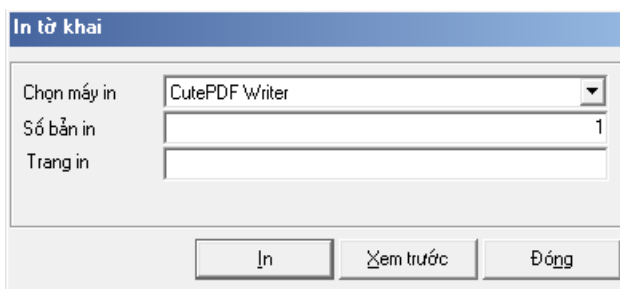 In tờ khai
Chọn máy in CutePDF Writer
Số bản in 1
Trang in
In Xem trước Đóng